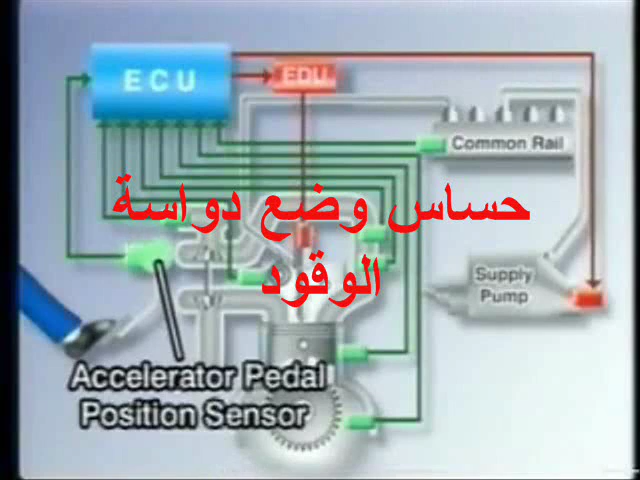 ECU
EDU
Common Rail
حساس وضع دواسة
الوقود
Supply
Pump
Accelerator Pedal
Position Sensor